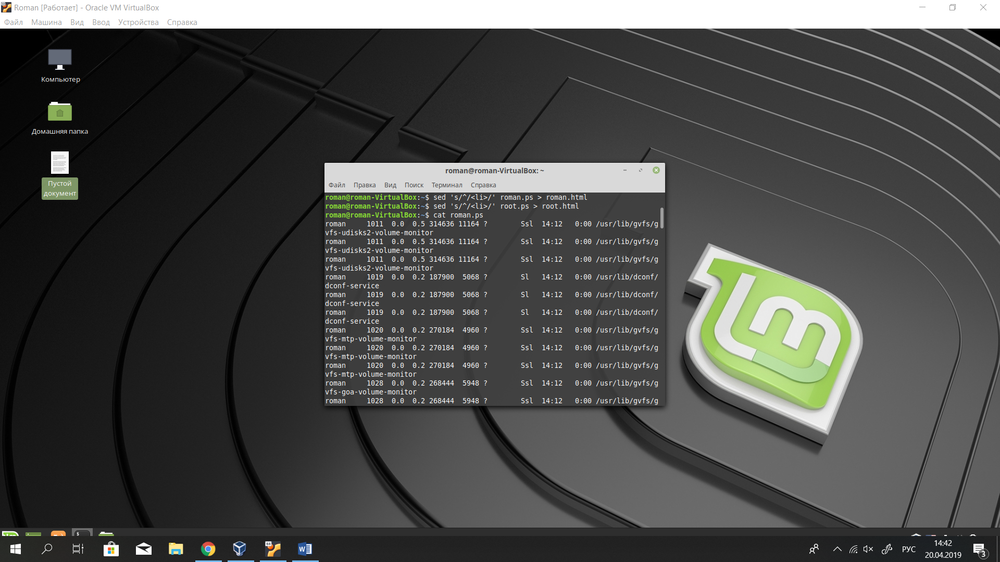 Roman [Работает] - Oracle VM VirtualBox
Файл Машина Вид Ввод Устройства Справка
Компьютер
Домашняя папка
Пустой
документ
roman@roman-VirtualBox: ~
Файл Правка Вид Поиск Терминал Справка
roman@roman-VirtualBox:~$ sed 's/^/<li>/' roman.ps > roman.html
roman@roman-VirtualBox:~$ sed 's/^/<li>/' root.ps > root.html
roman@roman-VirtualBox:~$ cat roman.ps
roman     1011  0.0  0.5 314636 11164 ?        Ssl  14:12   0:00 /usr/lib/gvfs/g
vfs-udisks2-volume-monitor
roman     1011  0.0  0.5 314636 11164 ?        Ssl  14:12   0:00 /usr/lib/gvfs/g
vfs-udisks2-volume-monitor
roman     1011  0.0  0.5 314636 11164 ?        Ssl  14:12   0:00 /usr/lib/gvfs/g
vfs-udisks2-volume-monitor
roman     1019  0.0  0.2 187900  5068 ?        Sl   14:12   0:00 /usr/lib/dconf/
dconf-service
roman     1019  0.0  0.2 187900  5068 ?        Sl   14:12   0:00 /usr/lib/dconf/
dconf-service
roman     1019  0.0  0.2 187900  5068 ?        Sl   14:12   0:00 /usr/lib/dconf/
dconf-service
roman     1020  0.0  0.2 270184  4960 ?        Ssl  14:12   0:00 /usr/lib/gvfs/g
vfs-mtp-volume-monitor
roman     1020  0.0  0.2 270184  4960 ?        Ssl  14:12   0:00 /usr/lib/gvfs/g
vfs-mtp-volume-monitor
roman     1020  0.0  0.2 270184  4960 ?        Ssl  14:12   0:00 /usr/lib/gvfs/g
vfs-mtp-volume-monitor
roman     1028  0.0  0.2 268444  5948 ?        Ssl  14:12   0:00 /usr/lib/gvfs/g
vfs-goa-volume-monitor
roman     1028  0.0  0.2 268444  5948 ?        Ssl  14:12   0:00 /usr/lib/gvfs/g
lm
64
W
РУС
14:42
20.04.2019
3